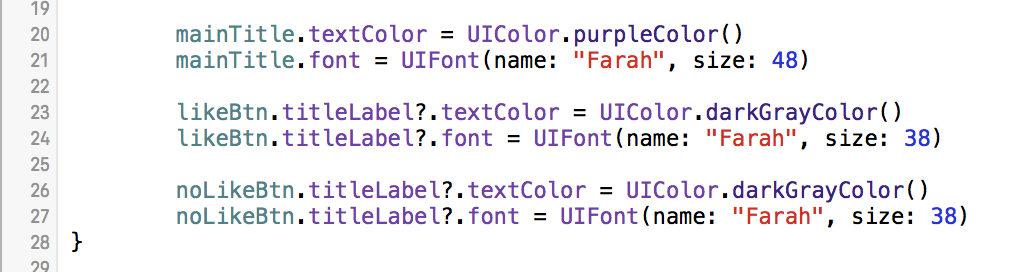 19
20 mainTitle.textColor = UIColor.purpleColor()
21 mainTitle.font = UIFont(name: "Farah", size: 48)
22
23 likeBtn.titleLabel?.textColor = UIColor.darkGrayColor()
24 likeBtn.titleLabel?.font = UIFont(name: "Farah", size: 38)
25
26 noLikeBtn.titleLabel?.textColor = UIColor.darkGrayColor()
27 noLikeBtn.titleLabel?.font = UIFont(name: "Farah", size: 38)
28 }
29